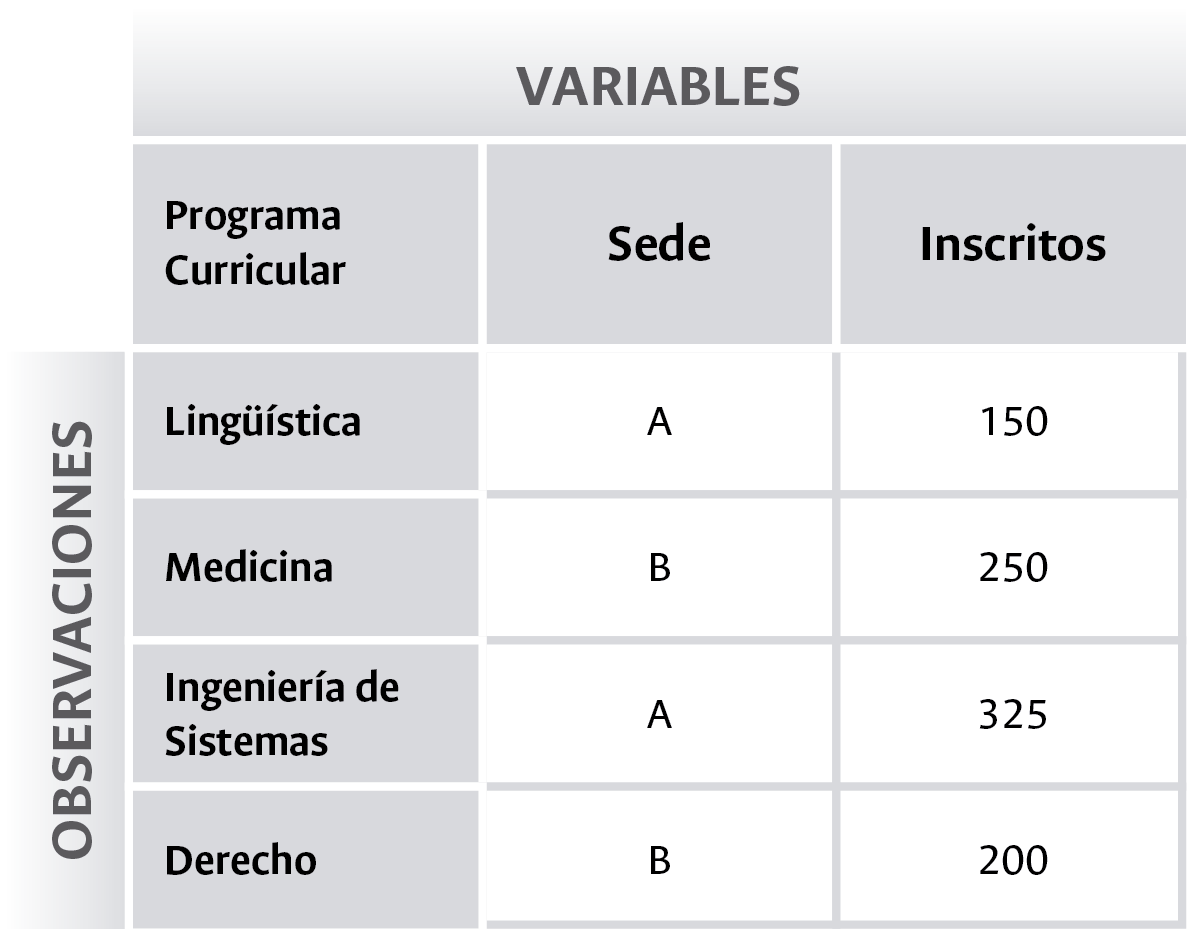 VARIABLES
Programa
Curricular
Sede
Inscritos
OBSERVACIONES
Lingüística
A
150
Medicina
B
250
Ingeniería de
Sistemas
A
325
Derecho
B
200